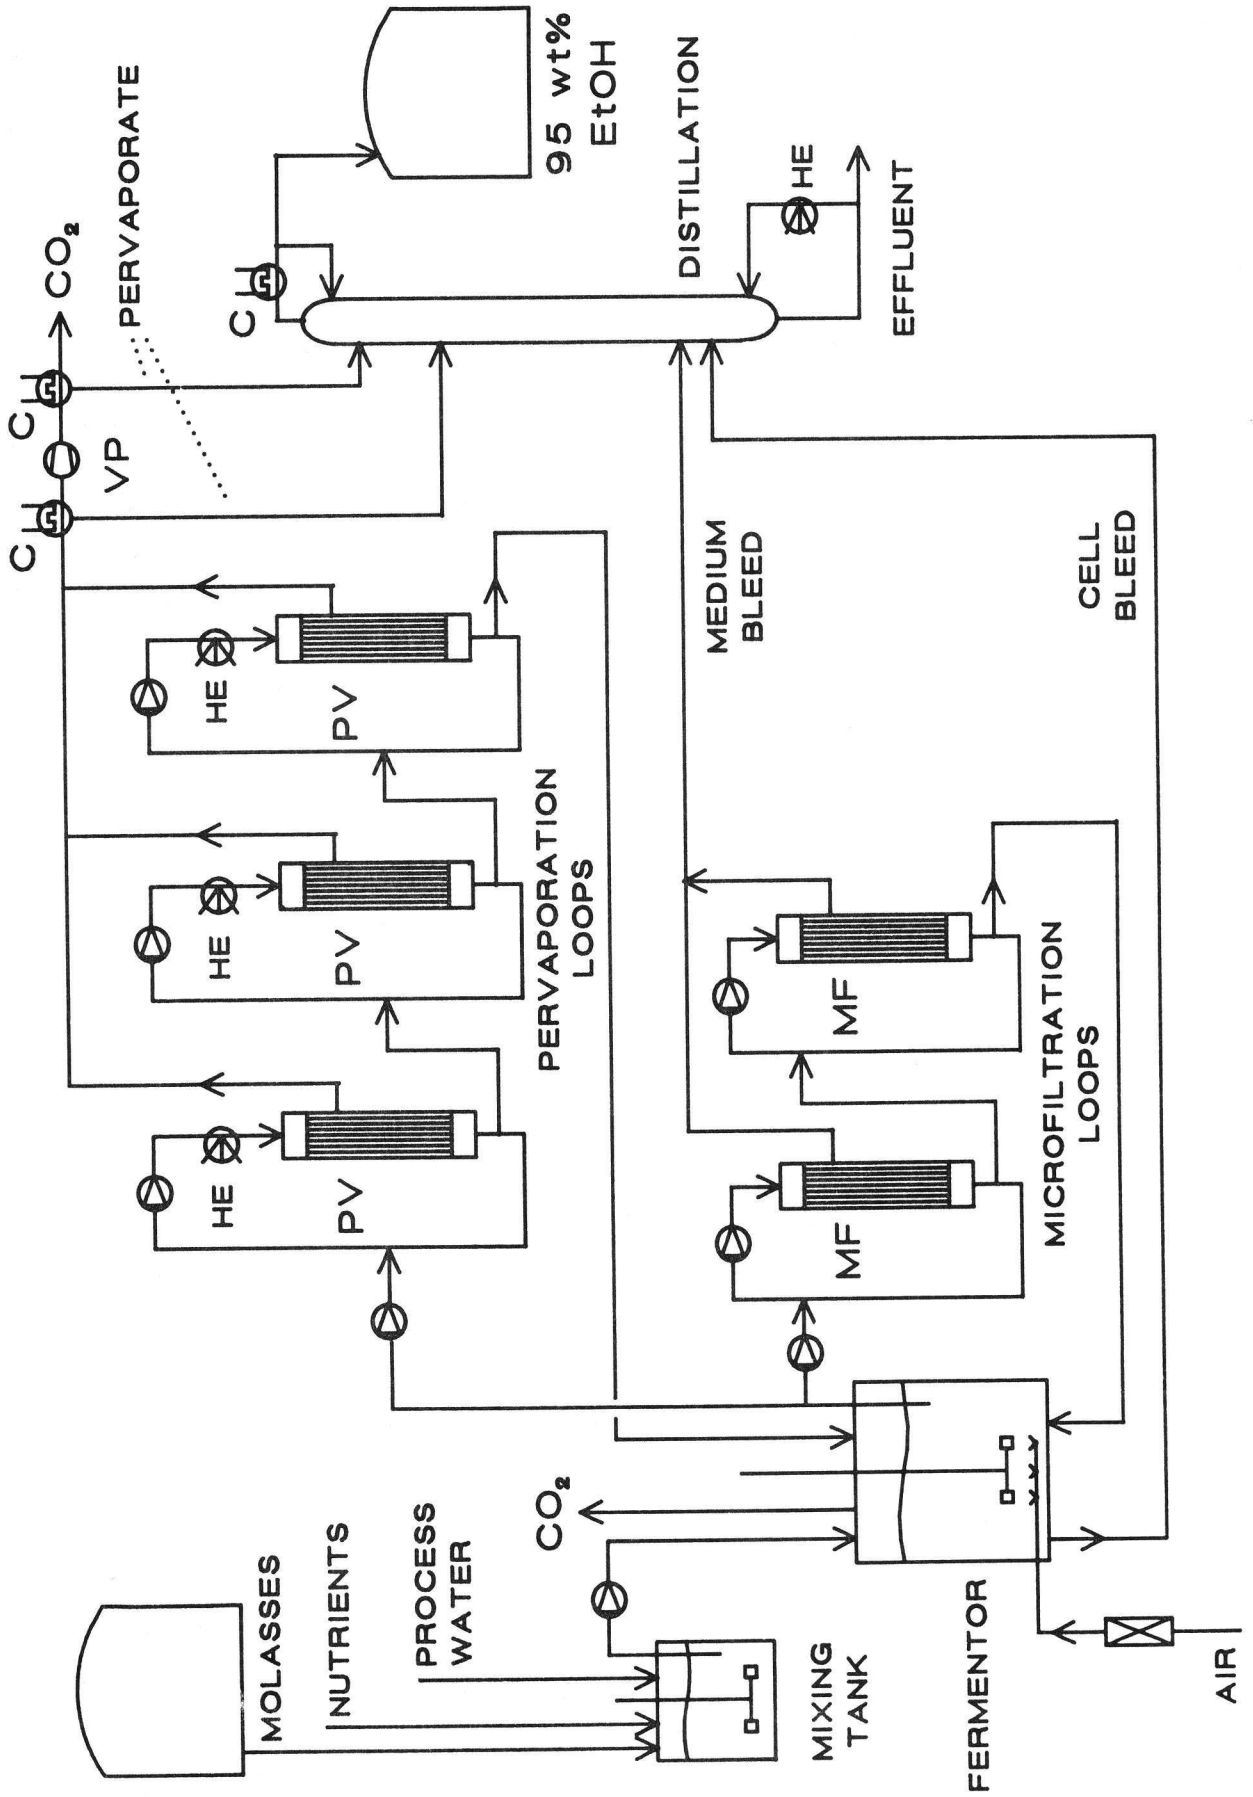 MOLASSES
NUTRIENTS
PROCESS
WATER
MIXING
TANK
CO₂
FERMENTOR
AIR
HE
PV
HE
PV
HE
PV
PERVAPORATION
LOOPS
MF
MF
MICROFILTRATION
LOOPS
C
VP
C
CO₂
PERVAPORATE
MEDIUM
BLEED
CELL
BLEED
C
DISTILLATION
HE
EFFLUENT
95 wt%
EtOH